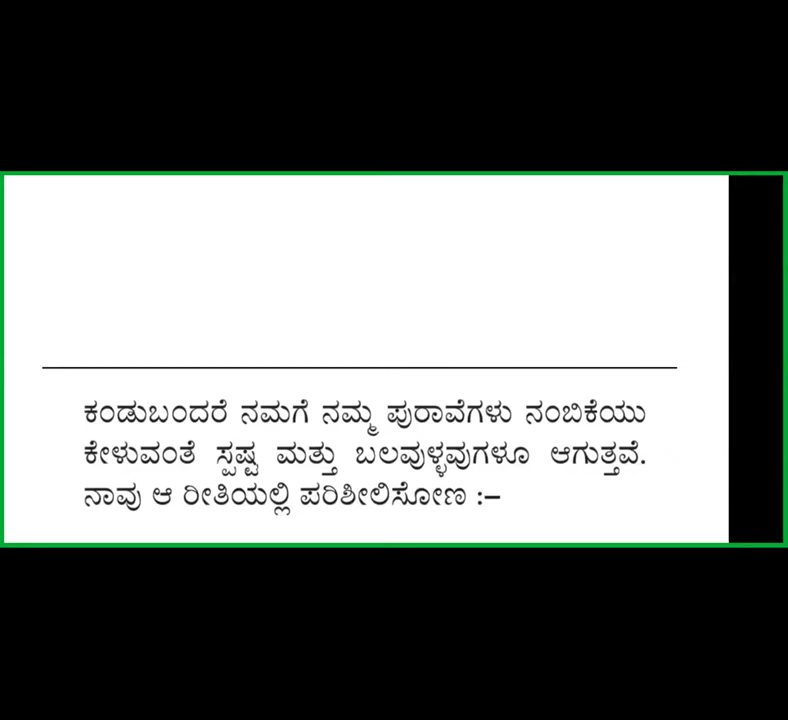 ಕಂಡುಬಂದರೆ ನಮಗೆ ನಮ್ಮ ಪುರಾವೆಗಳು ನಂಬಿಕೆಯು
ಕೇಳುವಂತೆ ಸ್ಪಷ್ಟ ಮತ್ತು ಬಲವುಳ್ಳವುಗಳೂ ಆಗುತ್ತವೆ.
ನಾವು ಆ ರೀತಿಯಲ್ಲಿ ಪರಿಶೀಲಿಸೋಣ :–